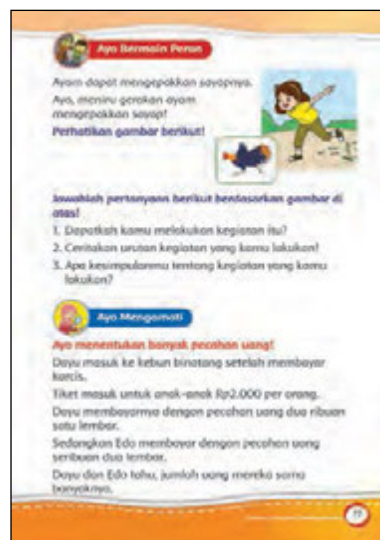 Ayo Bermain Peran
Ayam dapat mengepakkan sayapnya.
Ayo, meniru gerakan ayam
mengepakkan sayap!
Perhatikan gambar berikut!
Jawablah pertanyaan berikut berdasarkan gambar di
atas!
1. Dapatkah kamu melakukan kegiatan itu?
2. Ceritakan urutan kegiatan yang kamu lakukan!
3. Apa kesimpulanmu tentang kegiatan yang kamu
lakukan?
Ayo Mengamati
Ayo menentukan banyak pecahan uang!
Dayu masuk ke kebun binatang setelah membayar
karcis.
Tiket masuk untuk anak-anak Rp2.000 per orang.
Dayu membayarnya dengan pecahan uang dua ribuan
satu lembar.
Sedangkan Edo membayar dengan pecahan uang
seribuan dua lembar.
Dayu dan Edo tahu, jumlah uang mereka sama
banyaknya.